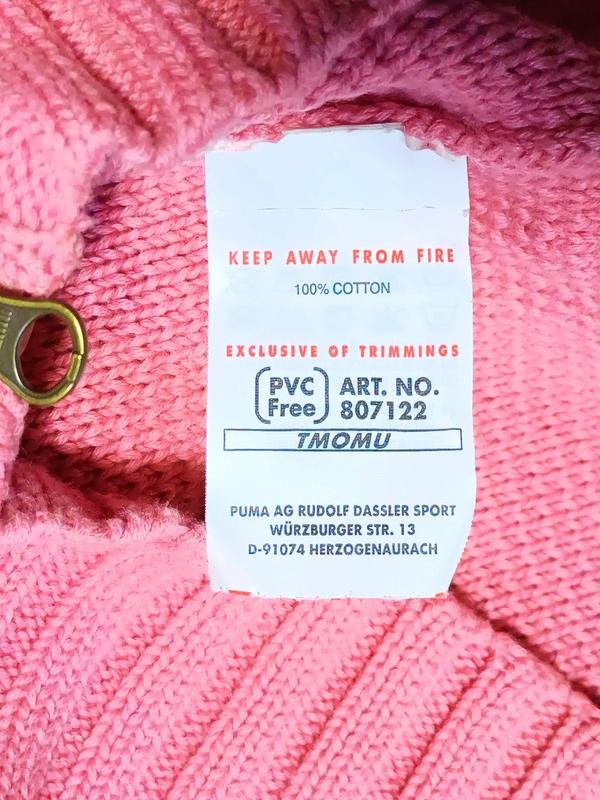 KEEP AWAY FROM FIRE
100% COTTON
EXCLUSIVE OF TRIMMINGS
PVC Free ART. NO. 807122
TMOMU
PUMA AG RUDOLF DASSLER SPORT
WÜRZBURGER STR. 13
D-91074 HERZOGENAURACH